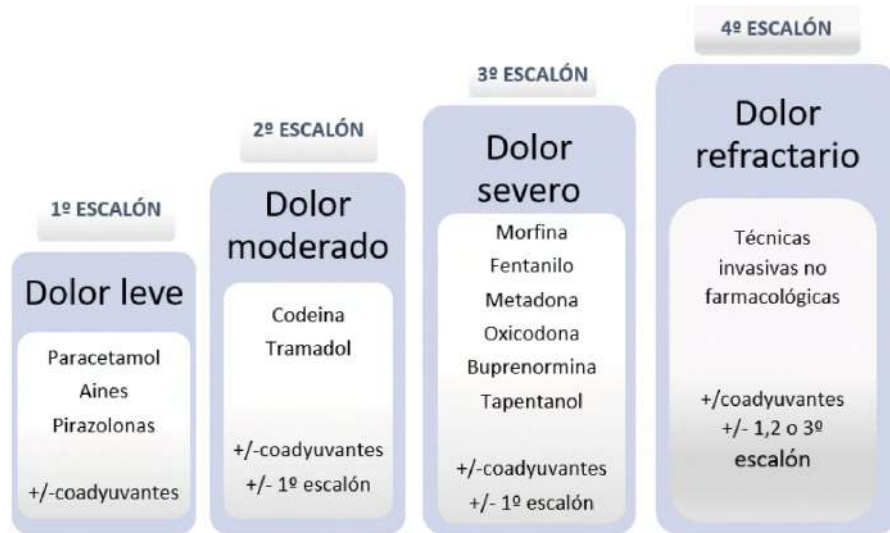 1º ESCALÓN
Dolor leve
Paracetamol
Aines
Pirazolonas
+/-coadyuvantes
2º ESCALÓN
Dolor
moderado
Codeina
Tramadol
+/-coadyuvantes
+/- 1º escalón
3º ESCALÓN
Dolor
severo
Morfina
Fentanilo
Metadona
Oxicodona
Buprenormina
Tapentanol
+/-coadyuvantes
+/- 1º escalón
4º ESCALÓN
Dolor
refractario
Técnicas
invasivas no
farmacológicas
+/coadyuvantes
+/- 1,2 o 3º
escalón